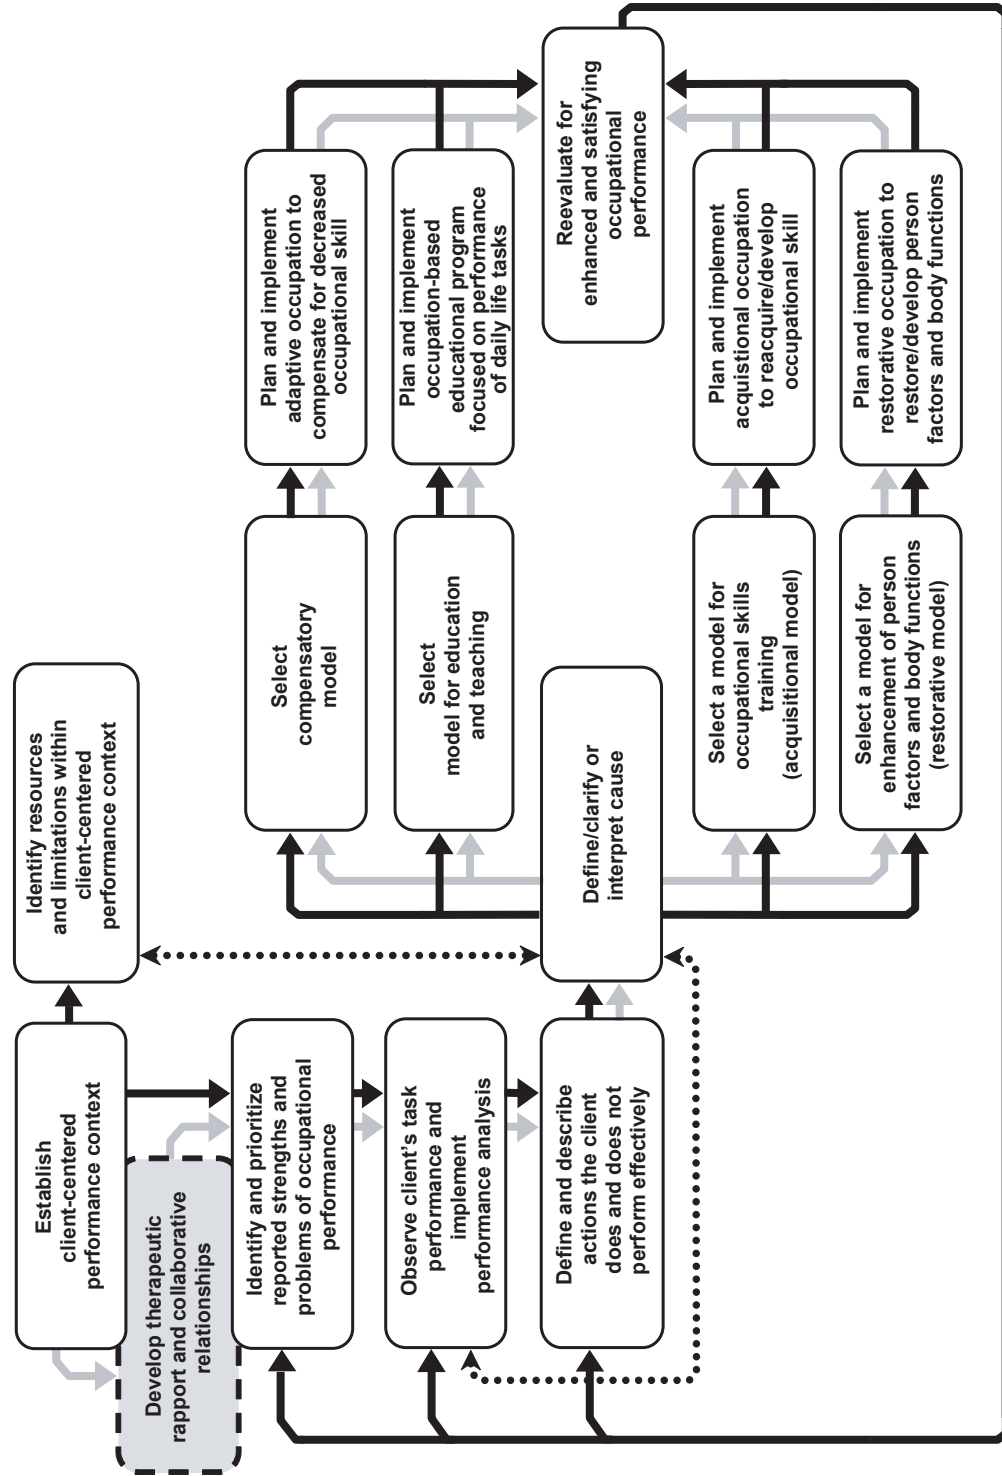 Establish
client-centered
performance context
Identify resources
and limitations within
client-centered
performance context
Develop therapeutic
rapport and collaborative
relationships
Identify and prioritize
reported strengths and
problems of occupational
performance
Observe client's task
performance and
implement
performance analysis
Define and describe
actions the client
does and does not
perform effectively
Define/clarify or
interpret cause
Select
compensatory
model
Plan and implement
adaptive occupation to
compensate for decreased
occupational skill
Select
model for education
and teaching
Plan and implement
occupation-based
educational program
focused on performance
of daily life tasks
Select a model for
occupational skills
training
(acquisitional model)
Plan and implement
acquistional occupation
to reacquire/develop
occupational skill
Select a model for
enhancement of person
factors and body functions
(restorative model)
Plan and implement
restorative occupation to
restore/develop person
factors and body functions
Reevaluate for
enhanced and satisfying
occupational
performance